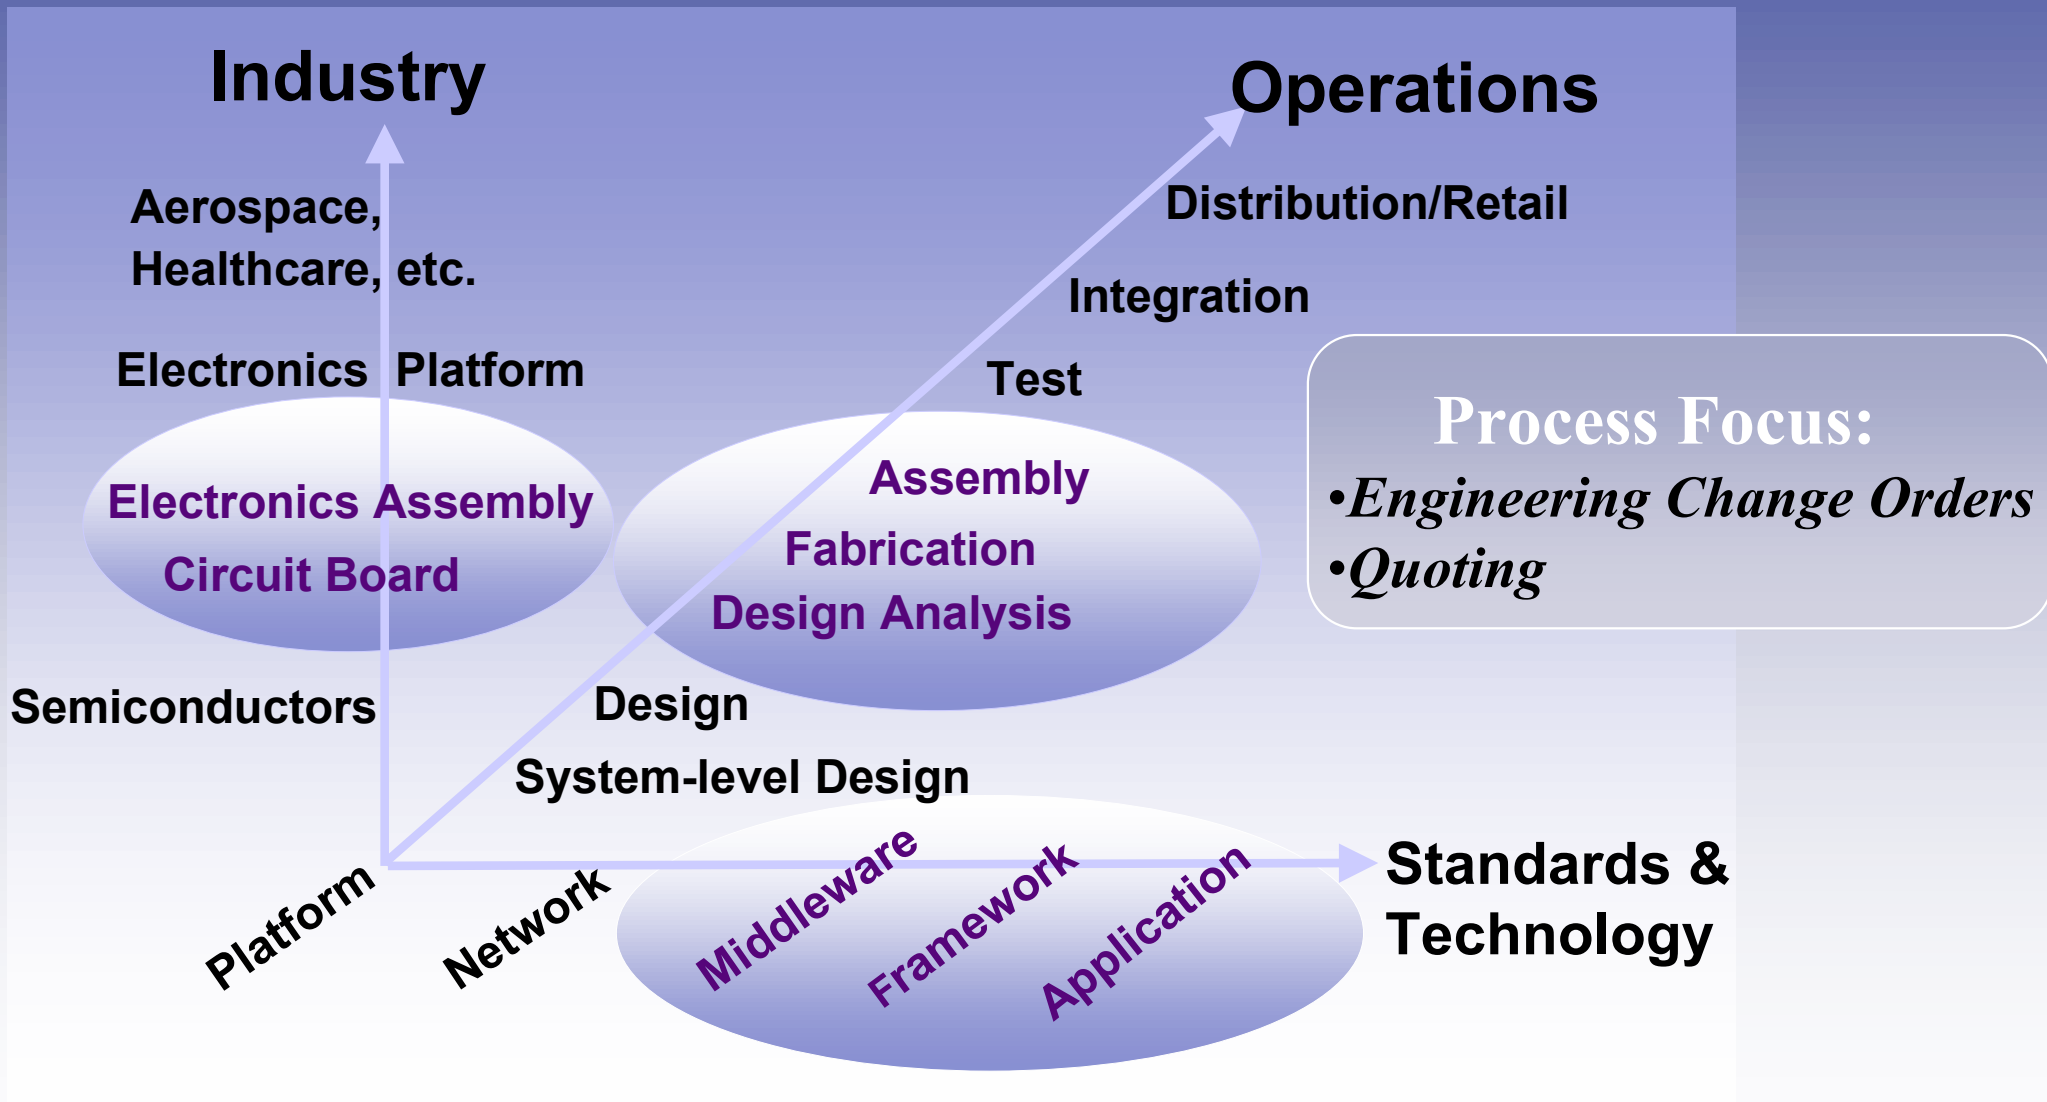 Industry
Operations
Aerospace,
Healthcare, etc.
Distribution/Retail
Integration
Electronics Platform
Test
Process Focus:
•Engineering Change Orders
•Quoting
Electronics Assembly
Circuit Board
Assembly
Fabrication
Design Analysis
Semiconductors
Design
System-level Design
Platform
Network
Middleware
Framework
Application
Standards &
Technology